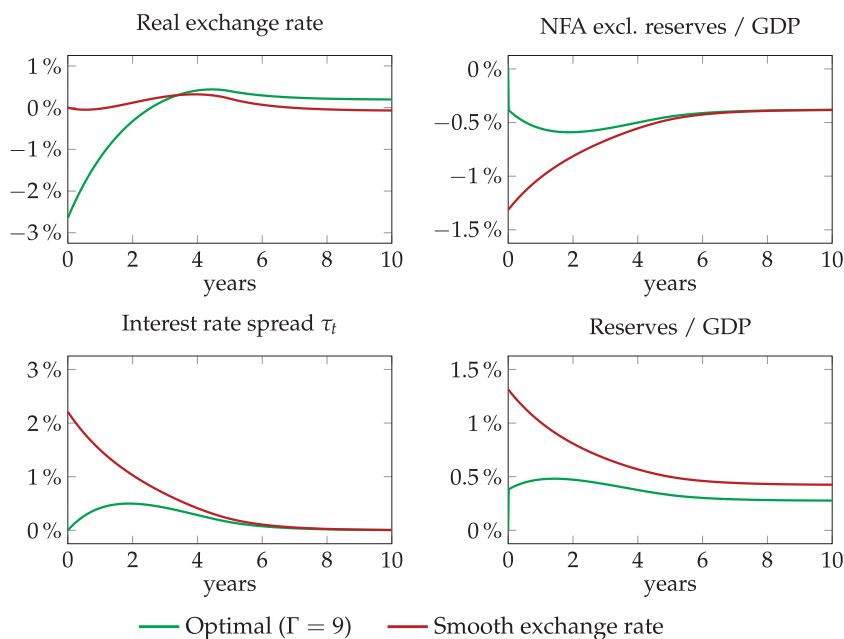 Real exchange rate
NFA excl. reserves / GDP
1 %
0 %
−1 %
−2 %
−3 %
0 2 4 6 8 10
years
0 %
−0.5 %
−1 %
−1.5 %
0 2 4 6 8 10
years
Interest rate spread τt
Reserves / GDP
3 %
2 %
1 %
0 %
0 2 4 6 8 10
years
1.5 %
1 %
0.5 %
0 %
0 2 4 6 8 10
years
Optimal (Γ = 9)
Smooth exchange rate